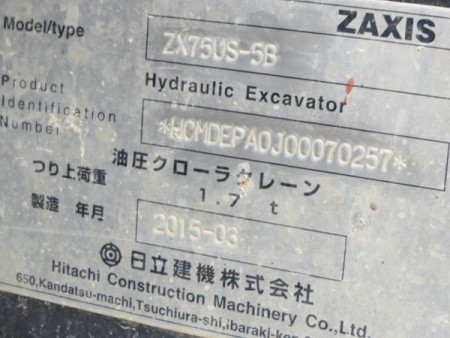 ZAXIS
Model/type ZX75US-5B
Hydraulic Excavator
Product
Identification
Number *HCMDEPA0J00070257*
油圧クローラクレーン
つり上荷重 1.7 t
製造 年月 2015-03
日立建機株式会社
Hitachi Construction Machinery Co.,Ltd.
650,Kandatsu-machi,Tsuchiura-shi,ibaraki-ken